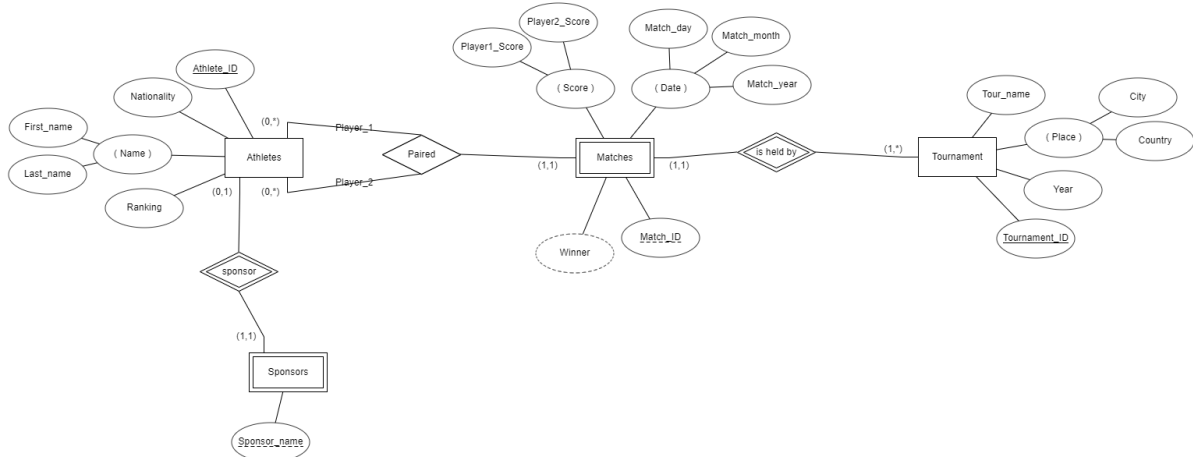 Player2_Score
Player1_Score
Match_day
Match_month
Athlete_ID
( Score )
( Date )
Match_year
Nationality
Tour_name
City
First_name
(0,*)
Player_1
( Place )
Country
( Name )
Athletes
Paired
Matches
is held by
(1,*)
Tournament
(1,1)
(1,1)
Last_name
(0,1)
(0,*)
Player_2
Year
Ranking
Winner
Match_ID
Tournament_ID
sponsor
(1,1)
Sponsors
Sponsor_name